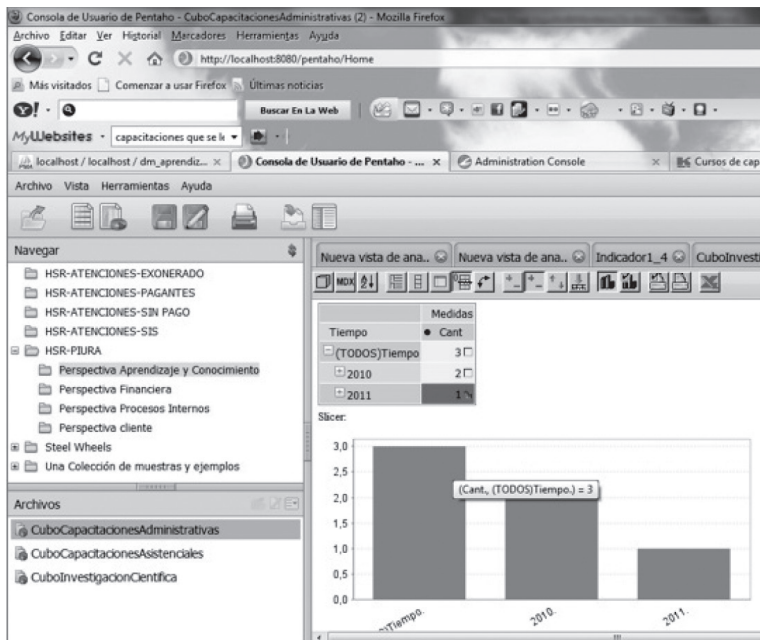 Consola de Usuario de Pentaho - CuboCapacitacionesAdministrativas (2) - Mozilla Firefox
Archivo Editar Ver Historial Marcadores Herramientas Ayuda
http://localhost:8080/pentaho/Home
Más visitados Comenzar a usar Firefox Últimas noticias
Y! Buscar En La Web
MyWebsites capacitaciones que se
localhost / localhost / dm_aprendiz... Consola de Usuario de Pentaho - ... Administration Console Cursos de cap
Archivo Vista Herramientas Ayuda
Navegar
HSR-ATENCIONES-EXONERADO
HSR-ATENCIONES-PAGANTES
HSR-ATENCIONES-SIN PAGO
HSR-ATENCIONES-SIS
HSR-PIURA
Perspectiva Aprendizaje y Conocimiento
Perspectiva Financiera
Perspectiva Procesos Internos
Perspectiva cliente
Steel Wheels
Una Colección de muestras y ejemplos
Archivos
CuboCapacitacionesAdministrativas
CuboCapacitacionesAsistenciales
CuboInvestigacionCientifica
Nueva vista de ana.. Nueva vista de ana.. Indicador1_4 CuboInvesti
MDX
Medidas
Tiempo Cant
(TODOS)Tiempo 3
2010 2
2011 1
Slicer:
3,0
2,5
2,0
1,5
1,0
0,5
0,0
(Cant., (TODOS)Tiempo.) = 3
)Tiempo.
2010.
2011.